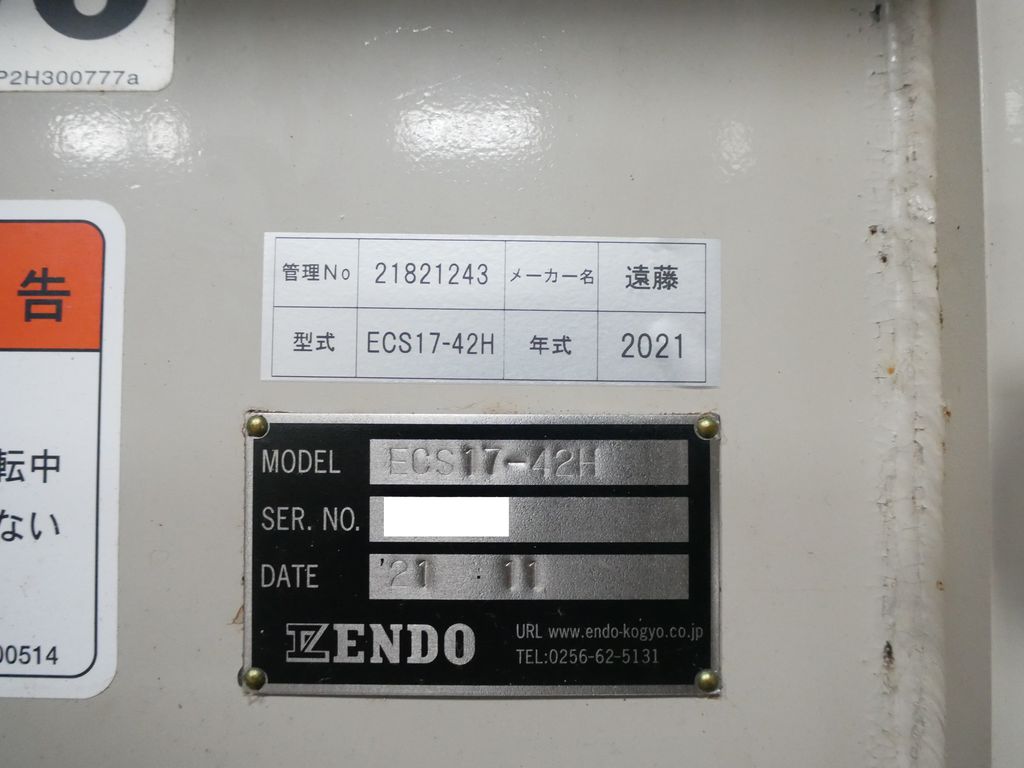 P2H300777a
告
転中
ない
00514
管理No 21821243 メーカー名 遠藤
型式 ECS17-42H 年式 2021
MODEL ECS17-42H
SER. NO.
DATE '21 . 11
ENDO
URL www.endo-kogyo.co.jp
TEL:0256-62-5131